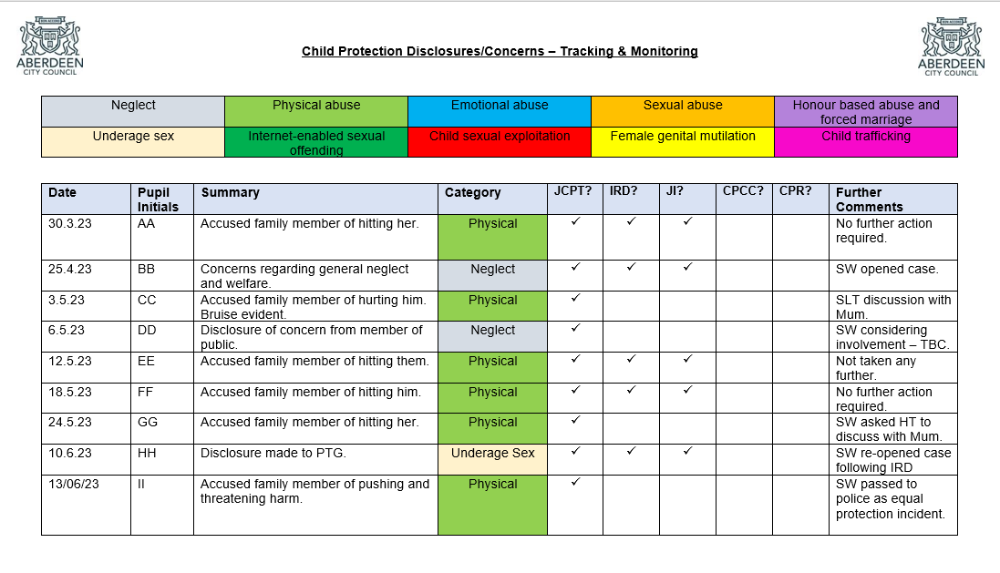 ABERDEEN
CITY COUNCIL
Child Protection Disclosures/Concerns – Tracking & Monitoring
ABERDEEN
CITY COUNCIL
Neglect
Physical abuse
Emotional abuse
Sexual abuse
Honour based abuse and
forced marriage
Underage sex
Internet-enabled sexual
offending
Child sexual exploitation
Female genital mutilation
Child trafficking
Date
Pupil
Initials
Summary
Category
JCPT?
IRD?
JI?
CPCC?
CPR?
Further
Comments
30.3.23
AA
Accused family member of hitting her.
Physical
✓
✓
✓
No further action
required.
25.4.23
BB
Concerns regarding general neglect
and welfare.
Neglect
✓
✓
✓
SW opened case.
3.5.23
CC
Accused family member of hurting him.
Bruise evident.
Physical
✓
SLT discussion with
Mum.
6.5.23
DD
Disclosure of concern from member of
public.
Neglect
✓
SW considering
involvement – TBC.
12.5.23
EE
Accused family member of hitting them.
Physical
✓
✓
✓
Not taken any
further.
18.5.23
FF
Accused family member of hitting him.
Physical
✓
✓
✓
No further action
required.
24.5.23
GG
Accused family member of hitting her.
Physical
✓
SW asked HT to
discuss with Mum.
10.6.23
HH
Disclosure made to PTG.
Underage Sex
✓
✓
✓
SW re-opened case
following IRD
13/06/23
II
Accused family member of pushing and
threatening harm.
Physical
✓
SW passed to
police as equal
protection incident.